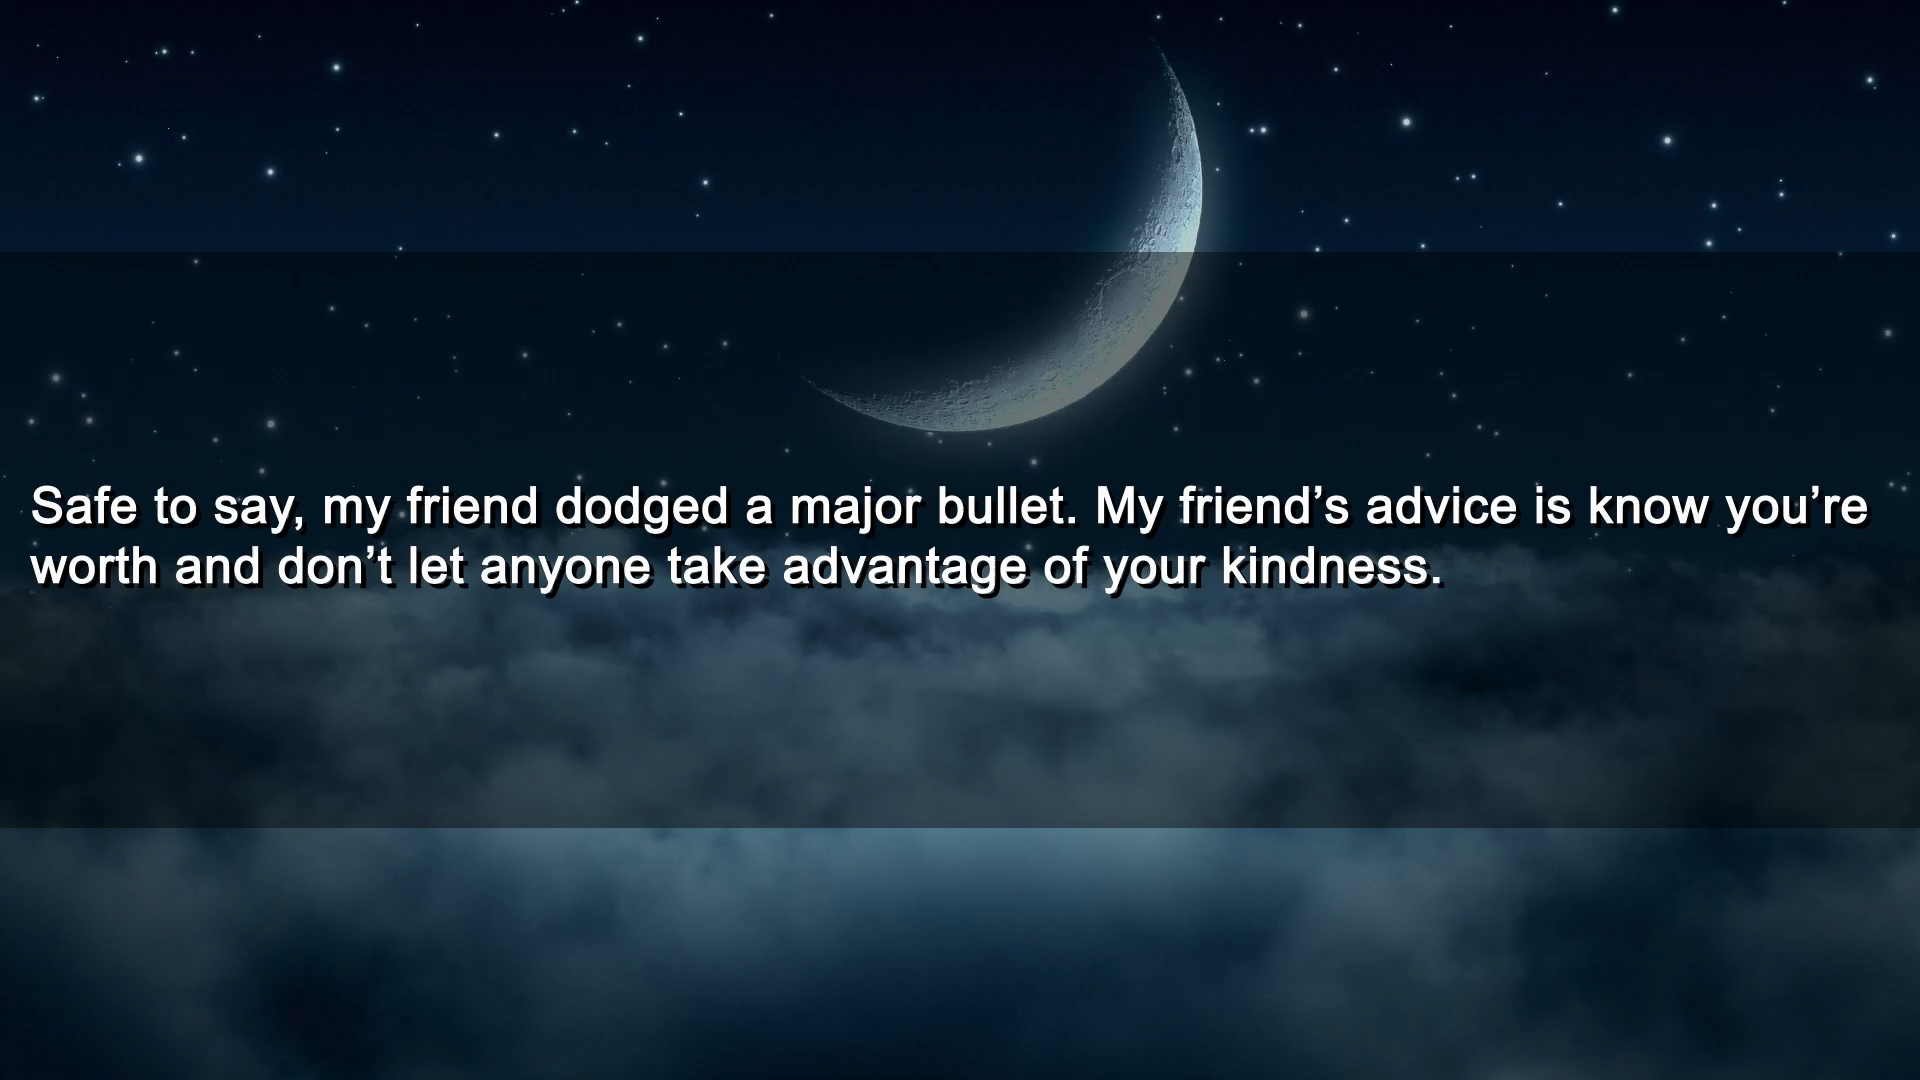 Safe to say, my friend dodged a major bullet. My friend’s advice is know you’re
worth and don’t let anyone take advantage of your kindness.